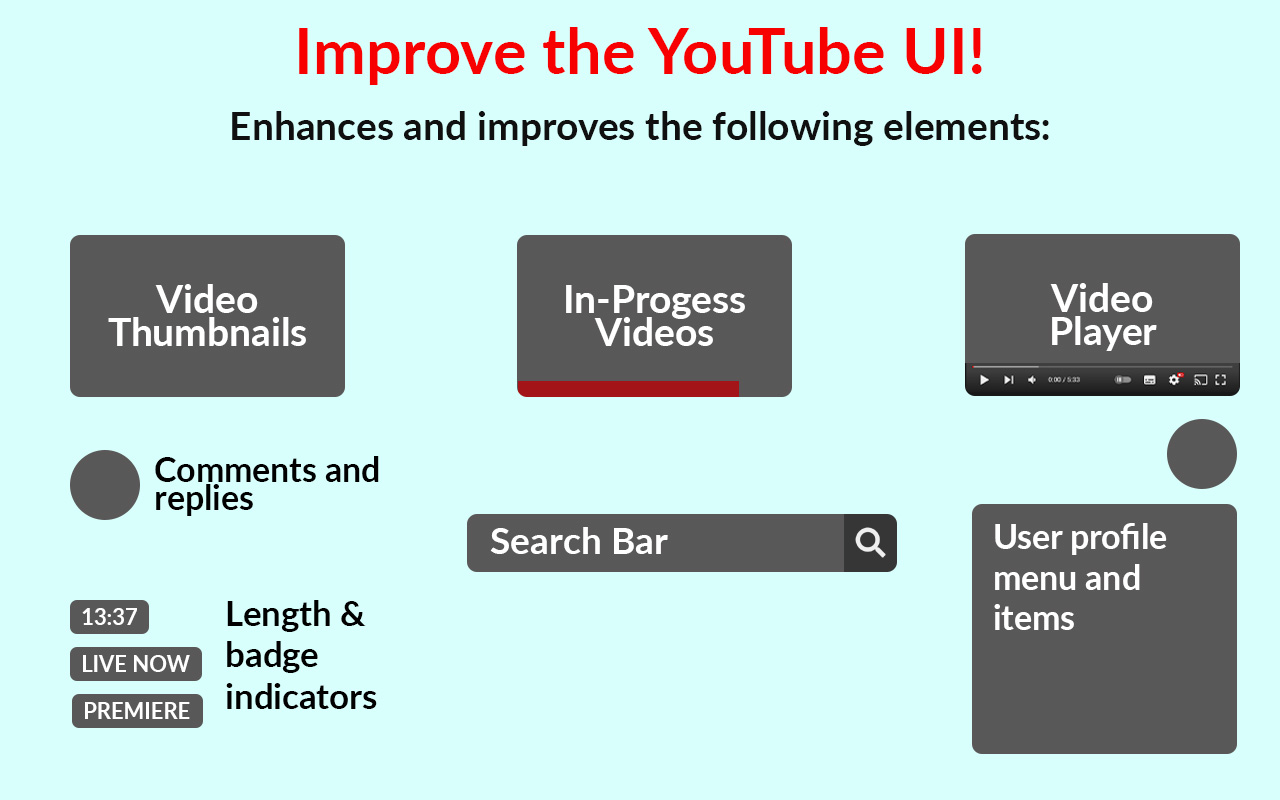 Improve the YouTube UI!
Enhances and improves the following elements:
Video
Thumbnails
In-Progess
Videos
Video
Player
0:00 / 5:33
Comments and
replies
Search Bar
User profile
menu and
items
13:37
LIVE NOW
PREMIERE
Length &
badge
indicators